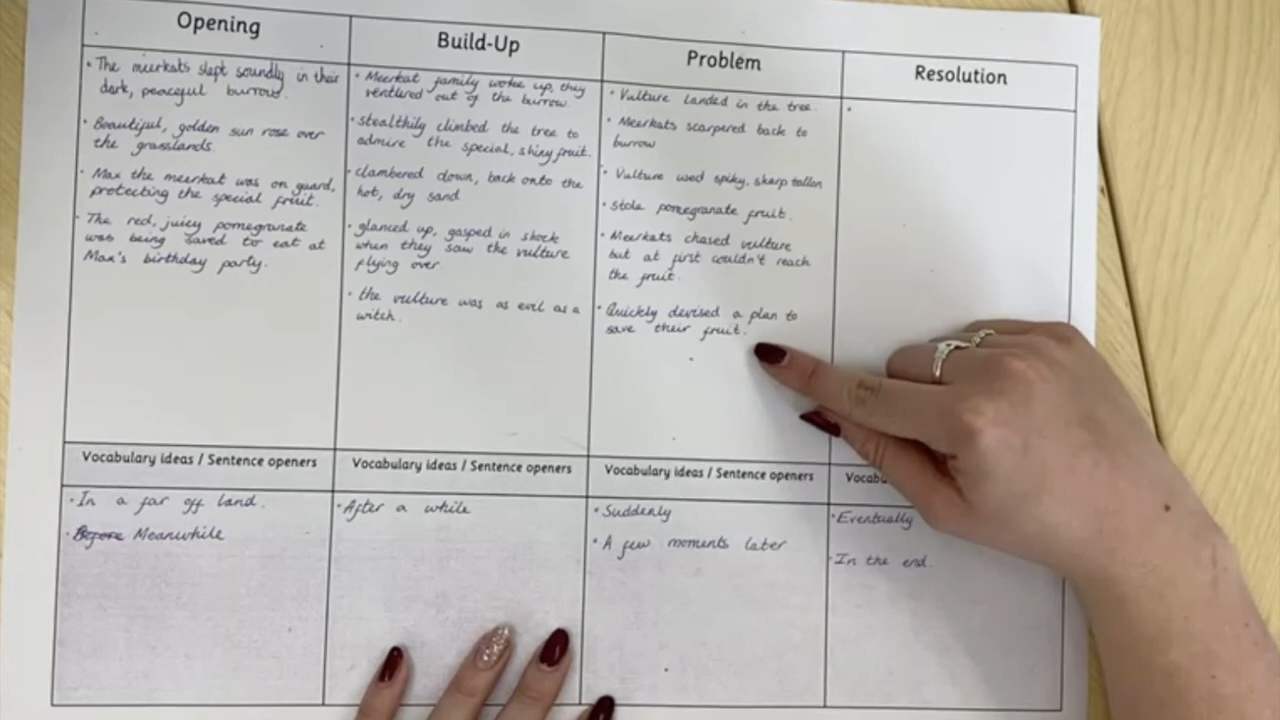 Opening
• The meerkats slept soundly in their
dark, peaceful burrow.
• Beautiful, golden sun rose over
the grasslands.
• Max the meerkat was on guard,
protecting the special fruit.
• The red, juicy pomegranate
was being saved to eat at
Max's birthday party.
Build-Up
• Meerkat family woke up, they
ventured out of the burrow.
• stealthily climbed the tree to
admire the special, shiny fruit.
• clambered down, back onto the
hot, dry sand
• glanced up, gasped in shock
when they saw the vulture
flying over.
• the vulture was as evil as a
witch.
Problem
• Vulture landed in the tree.
• Meerkats scarpered back to
burrow
• Vulture used spiky, sharp tallon
• Stole pomegranate fruit.
• Meerkats chased vulture
but at first couldn't reach
the fruit.
• Quickly devised a plan to
save their fruit.
Resolution
•
Vocabulary ideas / Sentence openers
• In a far off land.
• Before Meanwhile
Vocabulary ideas / Sentence openers
• After a while
Vocabulary ideas / Sentence openers
• Suddenly
• A few moments later
Vocabu
• Eventually
• In the end.